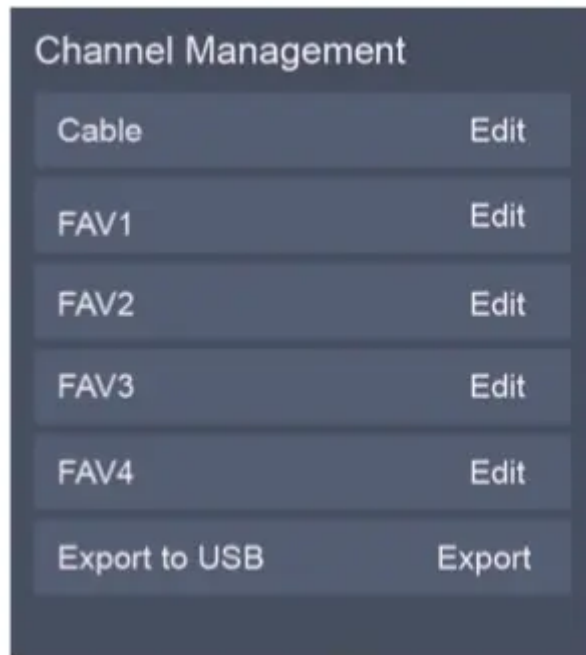 Channel Management
Cable Edit
FAV1 Edit
FAV2 Edit
FAV3 Edit
FAV4 Edit
Export to USB Export